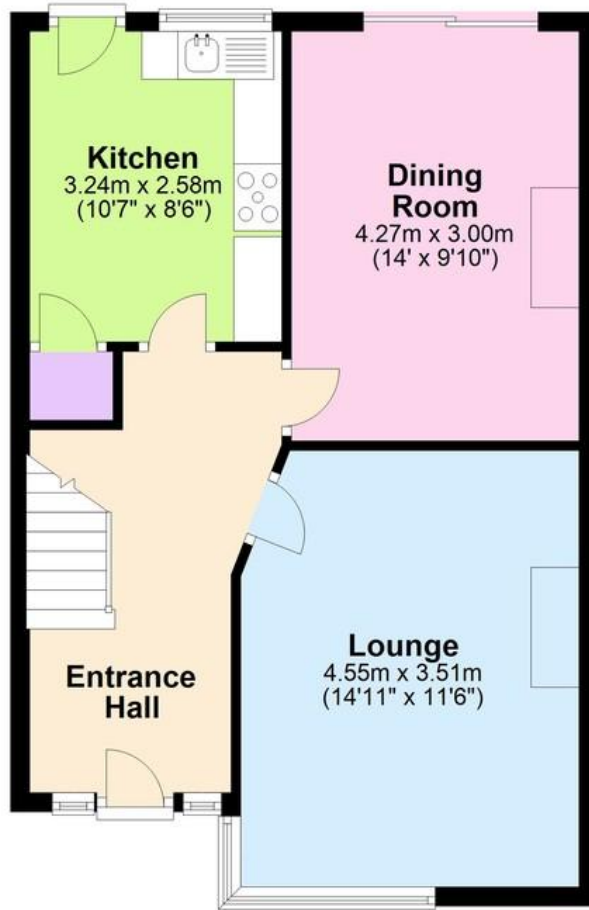 Kitchen
3.24m x 2.58m
(10'7" x 8'6")
Dining
Room
4.27m x 3.00m
(14' x 9'10")
Lounge
4.55m x 3.51m
(14'11" x 11'6")
Entrance
Hall